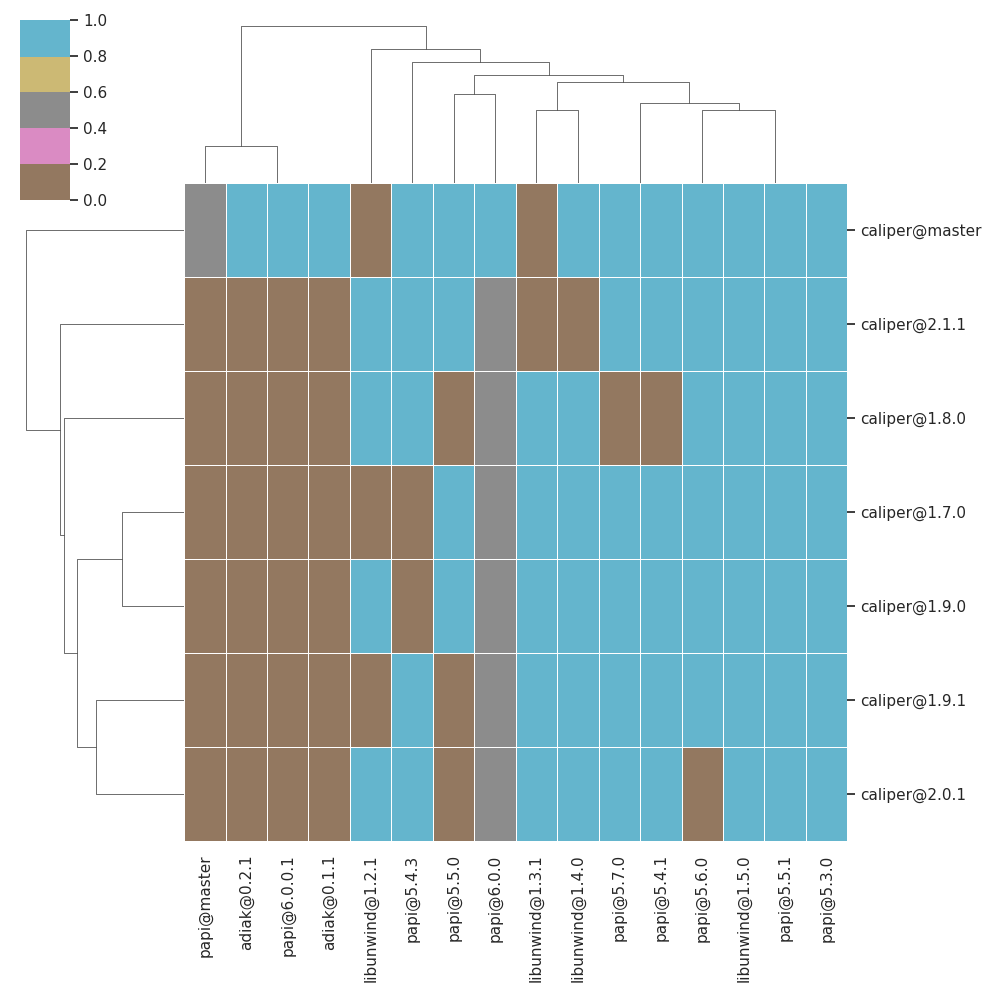 1.0
0.8
0.6
0.4
0.2
0.0
caliper@master
caliper@2.1.1
caliper@1.8.0
caliper@1.7.0
caliper@1.9.0
caliper@1.9.1
caliper@2.0.1
papi@master
adiak@0.2.1
papi@6.0.0.1
adiak@0.1.1
libunwind@1.2.1
papi@5.4.3
papi@5.5.0
papi@6.0.0
libunwind@1.3.1
libunwind@1.4.0
papi@5.7.0
papi@5.4.1
papi@5.6.0
libunwind@1.5.0
papi@5.5.1
papi@5.3.0